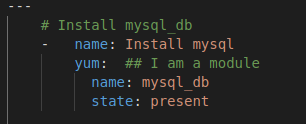 ---
# Install mysql_db
- name: Install mysql
yum: ## I am a module
name: mysql_db
state: present